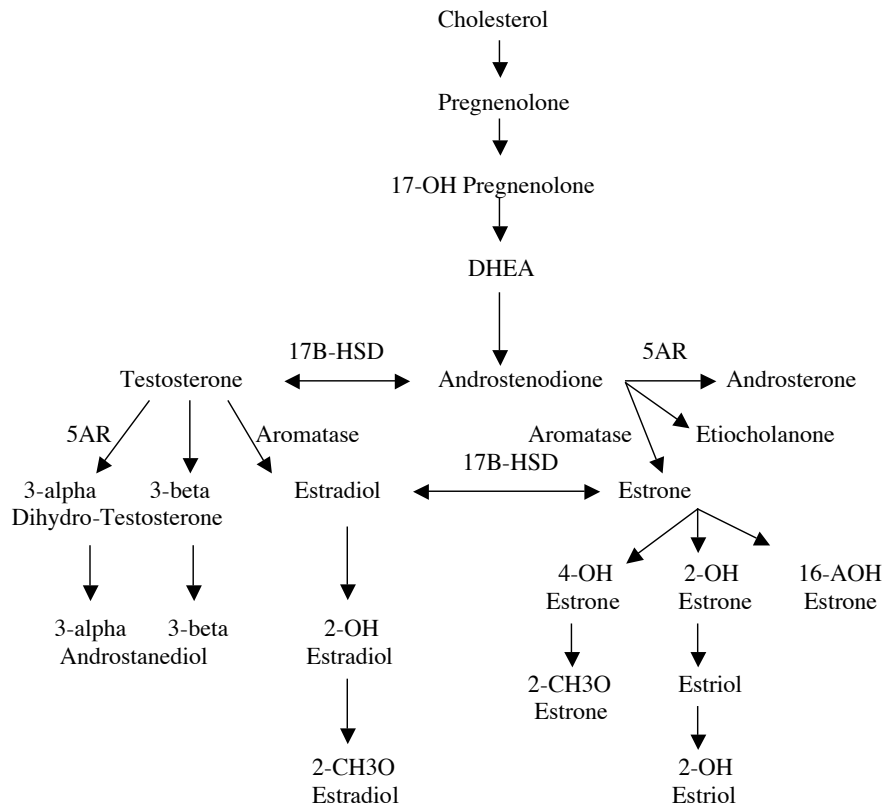 Cholesterol
Pregnenolone
17-OH Pregnenolone
DHEA
17B-HSD
5AR
Testosterone
Androstenodione
Androsterone
5AR
Aromatase
Aromatase
Etiocholanone
17B-HSD
3-alpha 3-beta
Dihydro-Testosterone
Estradiol
Estrone
4-OH
Estrone
2-OH
Estrone
16-AOH
Estrone
3-alpha 3-beta
Androstanediol
2-OH
Estradiol
2-CH3O
Estrone
Estriol
2-CH3O
Estradiol
2-OH
Estriol